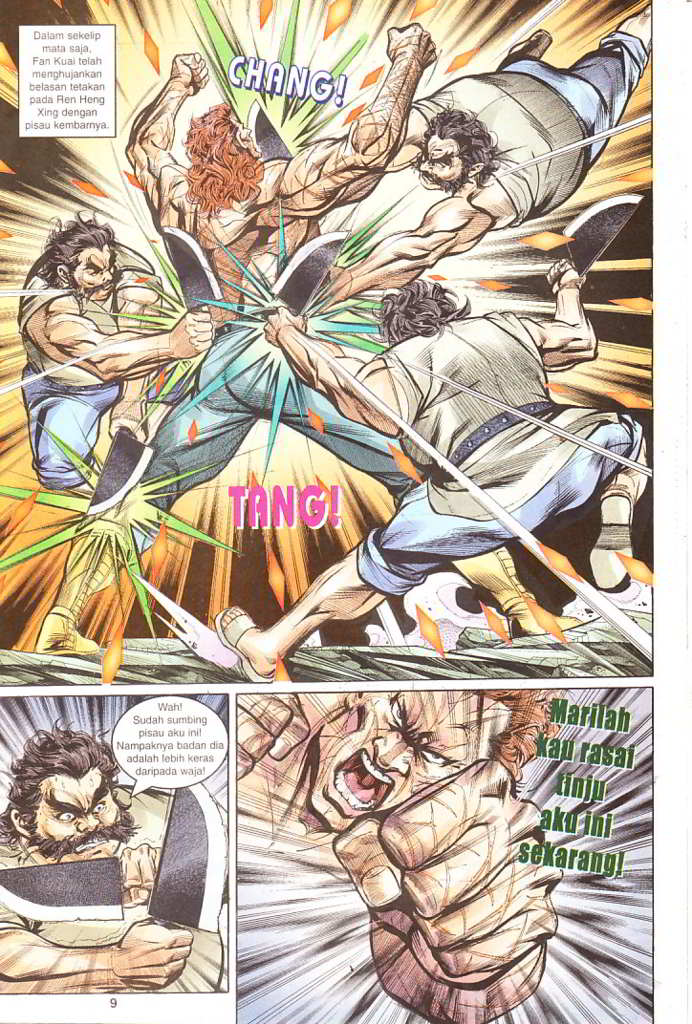 Dalam sekelip
mata saja,
Fan Kuai telah
menghujankan
belasan tetakan
pada Ren Heng
Xing dengan
pisau kembarnya.
CHANG!
TANG!
Wah!
Sudah sumbing
pisau aku ini!
Nampaknya badan dia
adalah lebih keras
daripada waja!
Marilah
kau rasai
tinju
aku ini
sekarang!
9